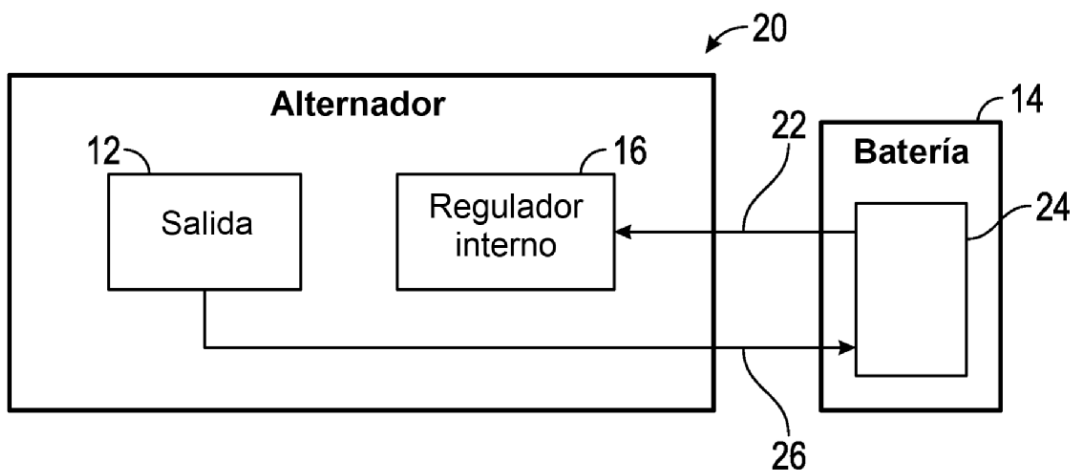 20
Alternador
14
12
16
22
Batería
Salida
Regulador
interno
24
26